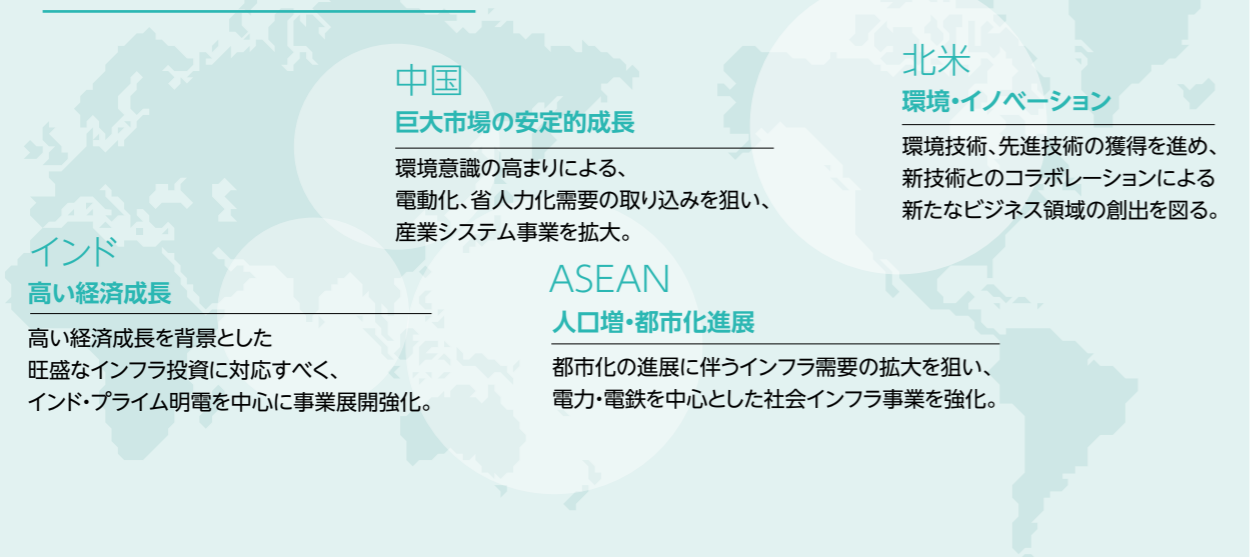 中国
巨大市場の安定的成長
環境意識の高まりによる、
電動化、省人力化需要の取り込みを狙い、
産業システム事業を拡大。
北米
環境・イノベーション
環境技術、先進技術の獲得を進め、
新技術とのコラボレーションによる
新たなビジネス領域の創出を図る。
インド
高い経済成長
高い経済成長を背景とした
旺盛なインフラ投資に対応すべく、
インド・プライム明電を中心に事業展開強化。
ASEAN
人口増・都市化進展
都市化の進展に伴うインフラ需要の拡大を狙い、
電力・電鉄を中心とした社会インフラ事業を強化。